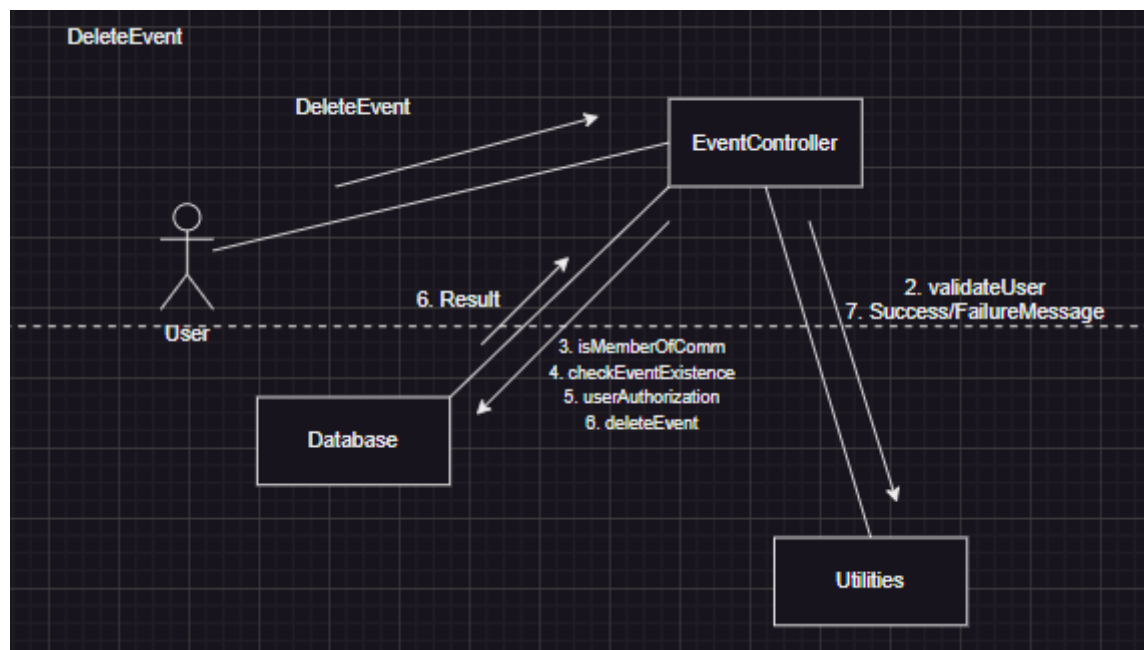 DeleteEvent
DeleteEvent
EventController
User
6. Result
2. validateUser
7. Success/FailureMessage
3. isMemberOfComm
4. checkEventExistence
5. userAuthorization
6. deleteEvent
Database
Utilities